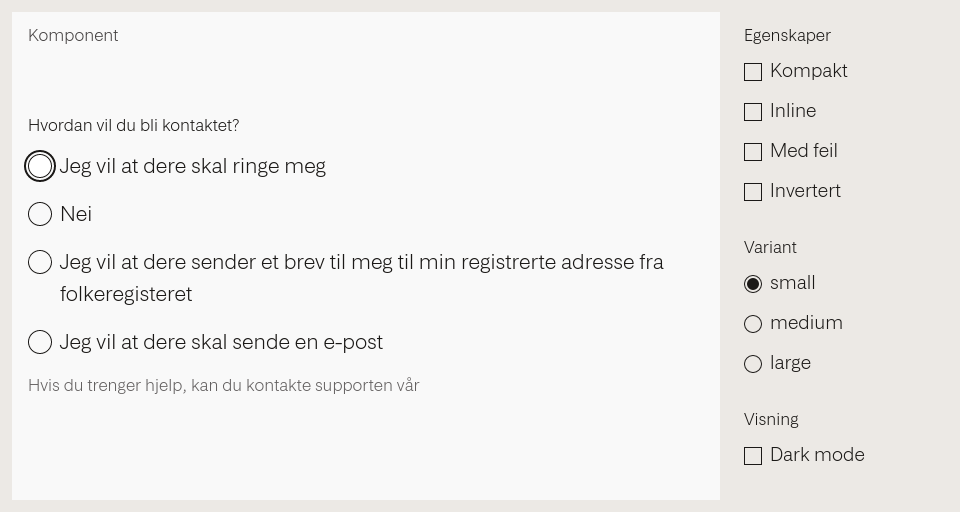 Komponent
Hvordan vil du bli kontaktet?
Jeg vil at dere skal ringe meg
Nei
Jeg vil at dere sender et brev til meg til min registrerte adresse fra
folkeregisteret
Jeg vil at dere skal sende en e-post
Hvis du trenger hjelp, kan du kontakte supporten vår
Egenskaper
Kompakt
Inline
Med feil
Invertert
Variant
small
medium
large
Visning
Dark mode